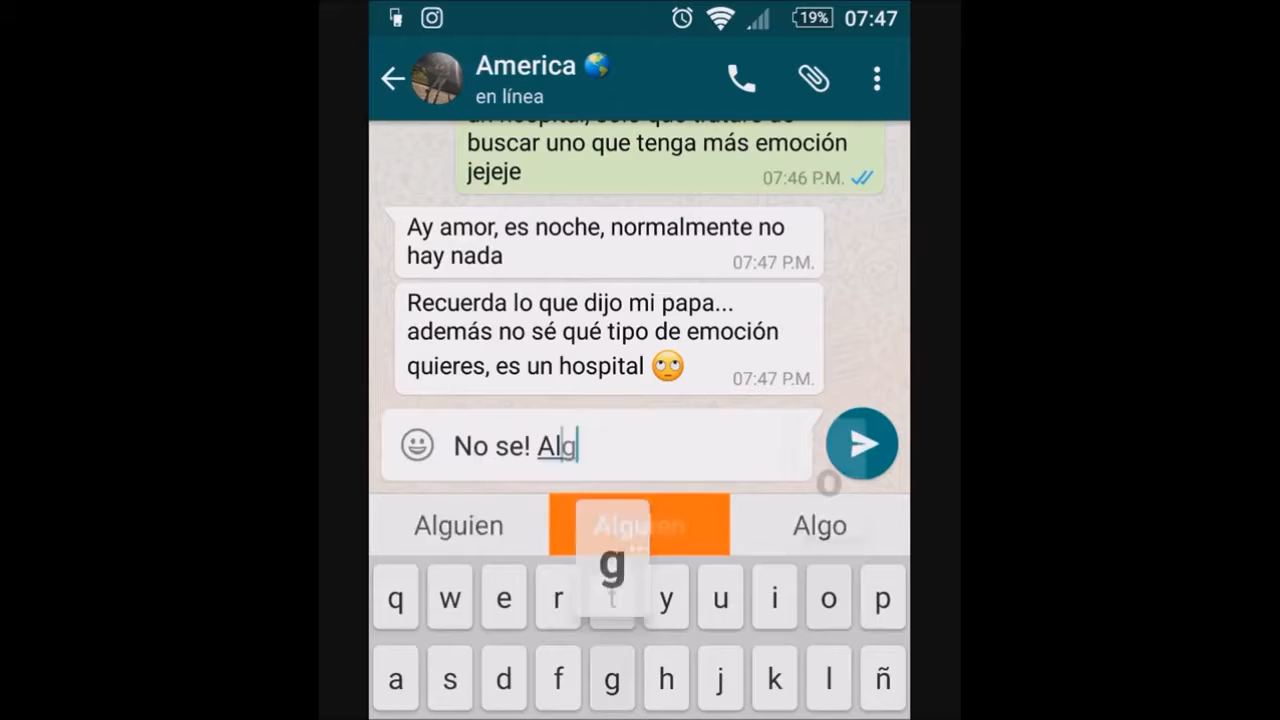 19%
07:47
America
en línea
buscar uno que tenga más emoción
jejeje
07:46 P.M.
Ay amor, es noche, normalmente no
hay nada
07:47 P.M.
Recuerda lo que dijo mi papa...
además no sé qué tipo de emoción
quieres, es un hospital
07:47 P.M.
No se! Alg
o
Alguien
Alguien
Algo
g
q w e r t y u i o p
a s d f g h j k l ñ